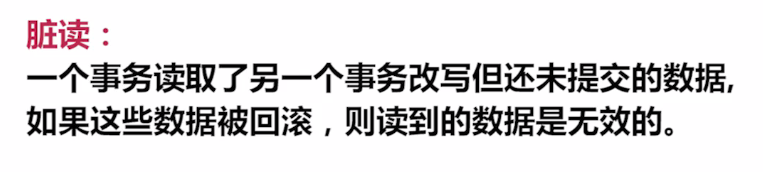 脏读：
一个事务读取了另一个事务改写但还未提交的数据,
如果这些数据被回滚，则读到的数据是无效的。